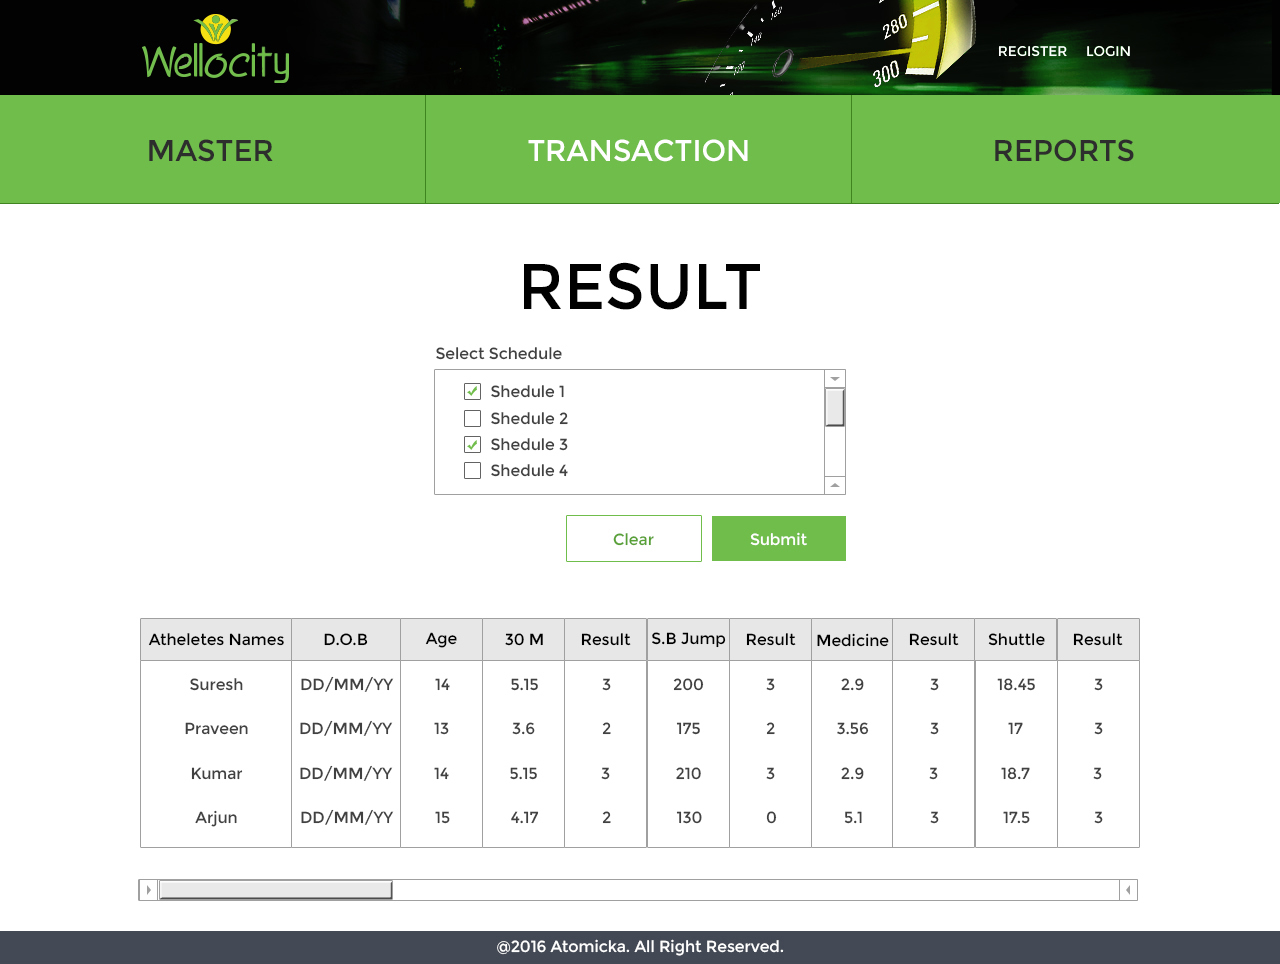 Wellocity
280
300
REGISTER LOGIN
MASTER TRANSACTION REPORTS
RESULT
Select Schedule
Shedule 1
Shedule 2
Shedule 3
Shedule 4
Clear Submit
Atheletes Names D.O.B Age 30 M Result S.B Jump Result Medicine Result Shuttle Result
Suresh DD/MM/YY 14 5.15 3 200 3 2.9 3 18.45 3
Praveen DD/MM/YY 13 3.6 2 175 2 3.56 3 17 3
Kumar DD/MM/YY 14 5.15 3 210 3 2.9 3 18.7 3
Arjun DD/MM/YY 15 4.17 2 130 0 5.1 3 17.5 3
@2016 Atomicka. All Right Reserved.